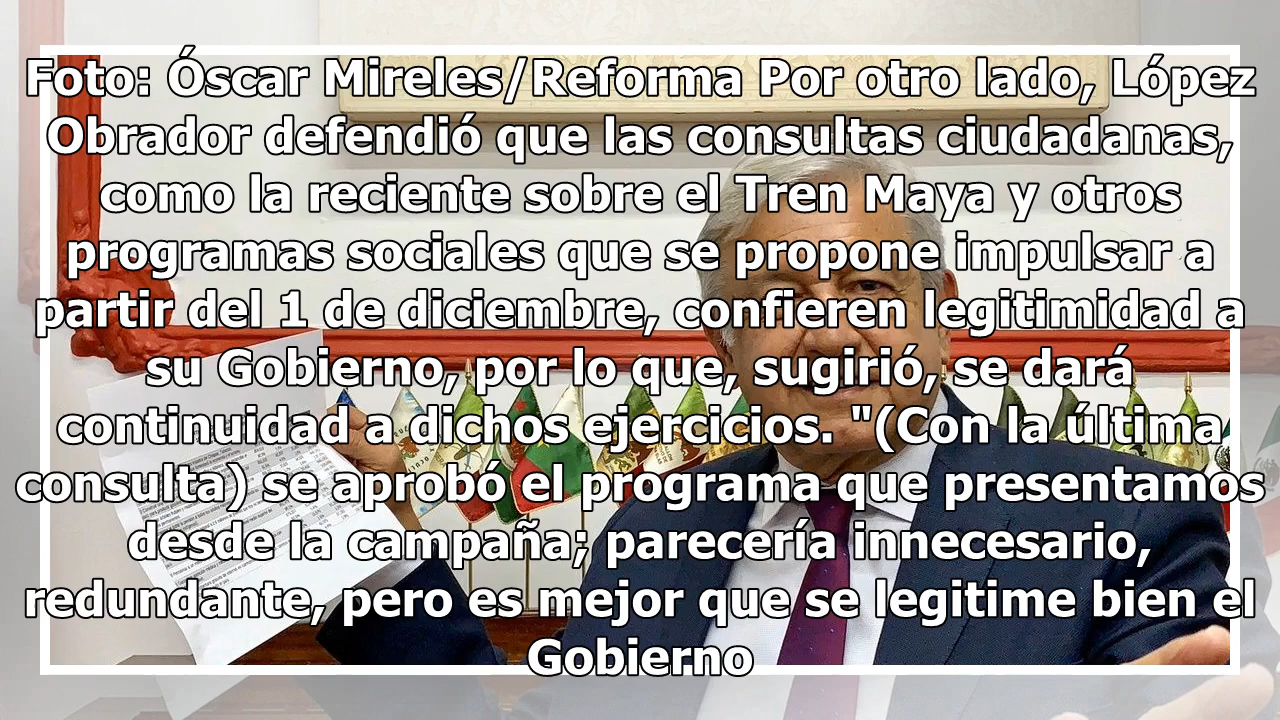 Foto: Óscar Mireles/Reforma Por otro lado, López
Obrador defendió que las consultas ciudadanas,
como la reciente sobre el Tren Maya y otros
programas sociales que se propone impulsar a
partir del 1 de diciembre, confieren legitimidad a
su Gobierno, por lo que, sugirió, se dará
continuidad a dichos ejercicios. "(Con la última
consulta) se aprobó el programa que presentamos
desde la campaña; parecería innecesario,
redundante, pero es mejor que se legitime bien el
Gobierno